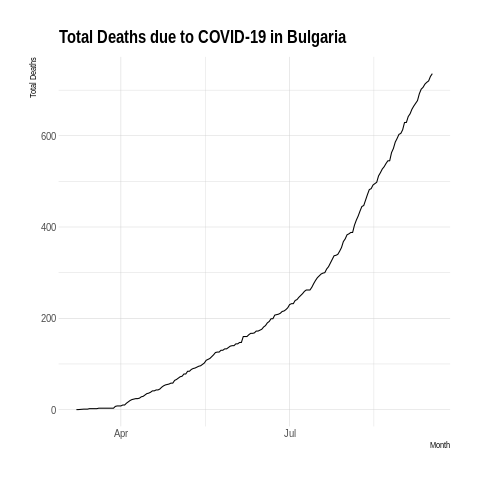 Total Deaths due to COVID-19 in Bulgaria
Total Deaths
600
400
200
0
Apr
Jul
Month